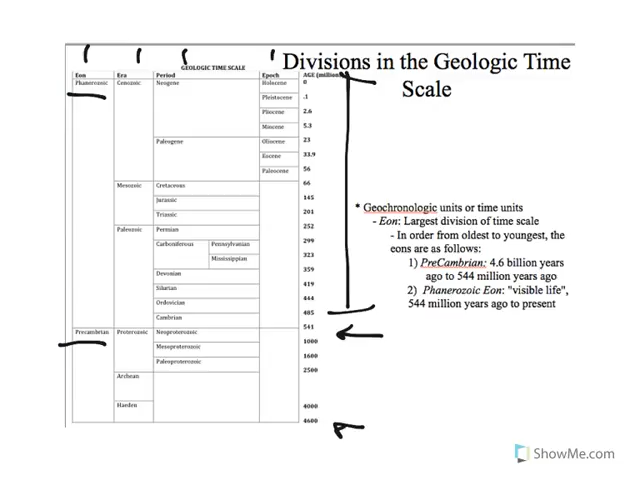 Divisions in the Geologic Time
Scale
GEOLOGIC TIME SCALE
Eon Era Period Epoch AGE (million
Phanerozoic Cenozoic Neogene Holocene 0
Pleistocene .1
Pliocene 2.6
Miocene 5.3
Paleogene Oliocene 23
Eocene 33.9
Paleocene 56
Mesozoic Cretaceous 66
Jurassic 145
Triassic 201
Paleozoic Permian 252
Carboniferous Pennsylvanian 299
Mississippian 323
Devonian 359
Silurian 419
Ordovician 444
Cambrian 485
541
Precambrian Proterozoic Neoproterozoic 1000
Mesoproterozoic 1600
Paleoproterozoic 2500
Archean
Haeden 4000
4600
* Geochronologic units or time units
- Eon: Largest division of time scale
- In order from oldest to youngest, the
eons are as follows:
1) PreCambrian: 4.6 billion years
ago to 544 million years ago
2) Phanerozoic Eon: "visible life",
544 million years ago to present
ShowMe.com